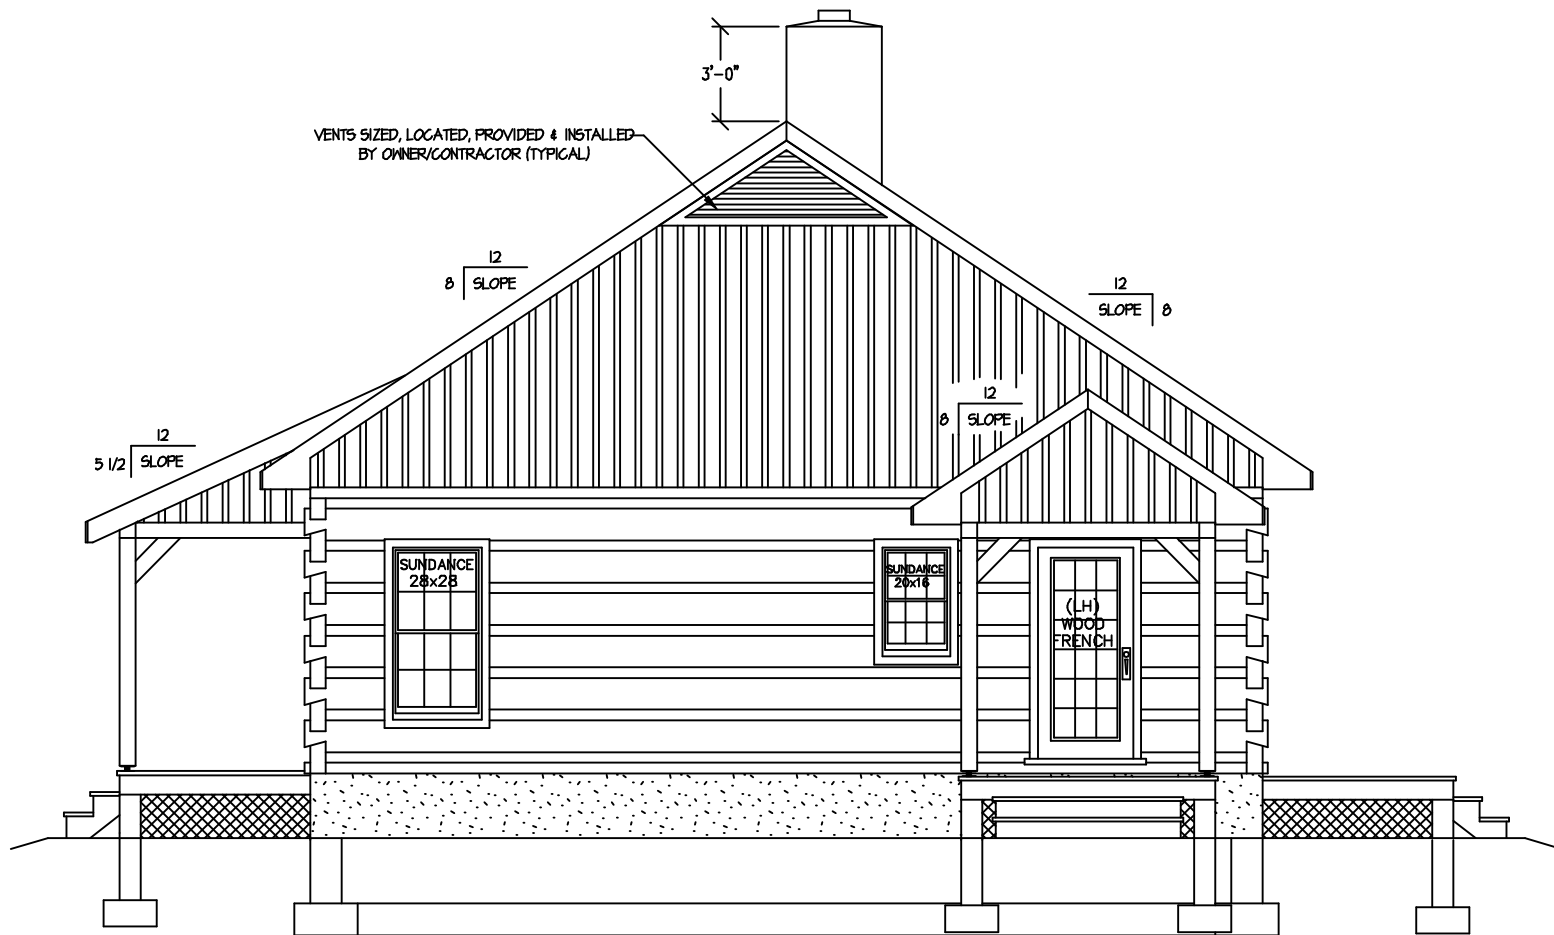 3'-0"
VENTS SIZED, LOCATED, PROVIDED & INSTALLED
BY OWNER/CONTRACTOR (TYPICAL)
12
8 SLOPE
12
SLOPE 8
12
8 SLOPE
12
5 1/2 SLOPE
SUNDANCE
28x28
SUNDANCE
20x16
(LH)
WOOD
FRENCH